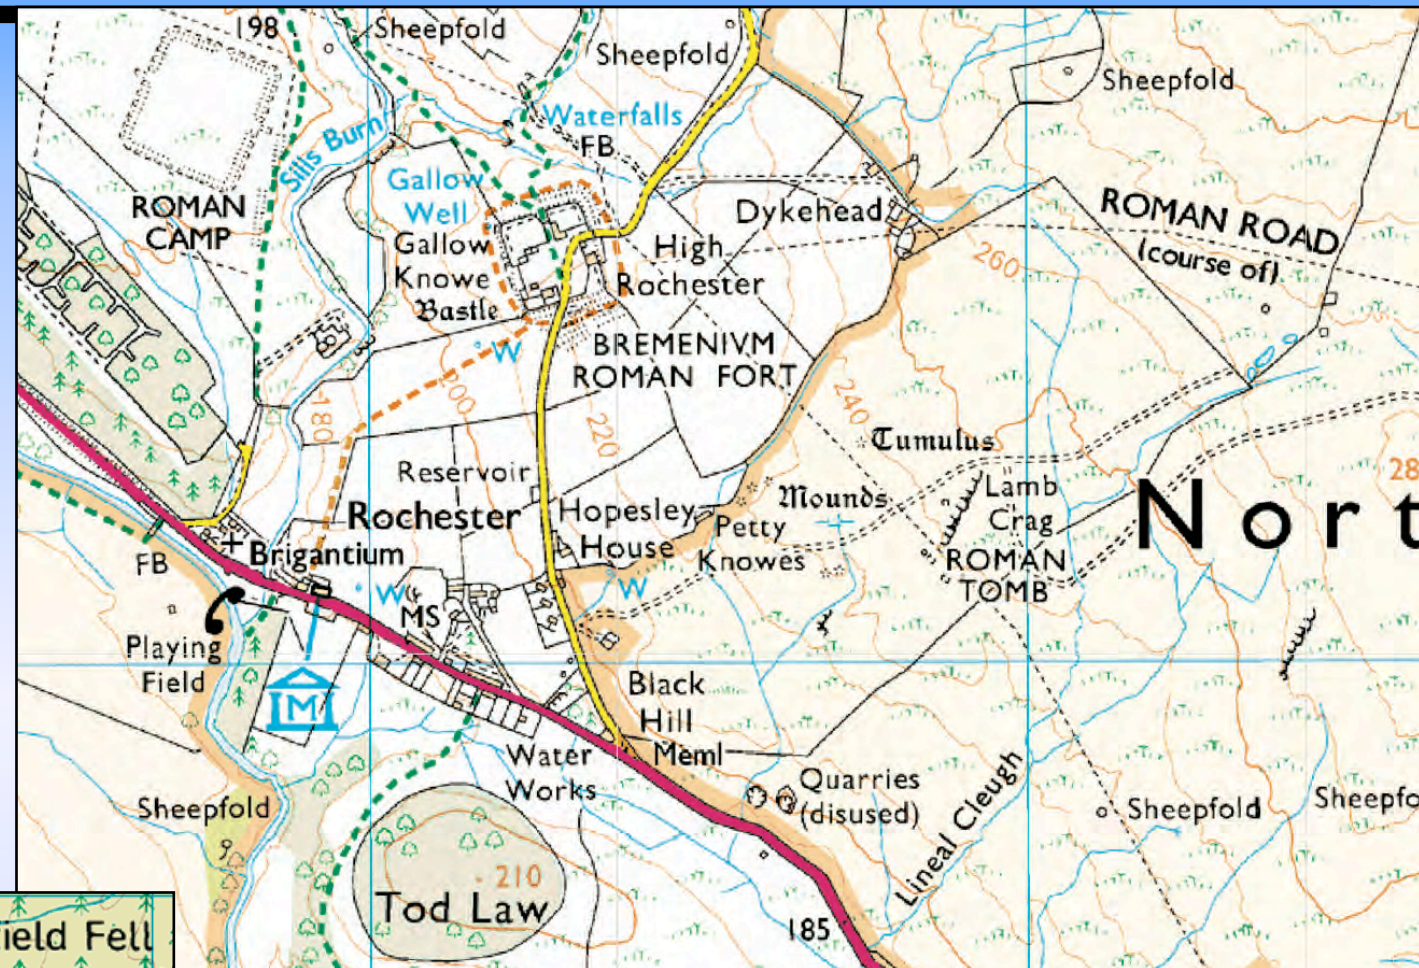 198
Sheepfold
Sheepfold
Sheepfold
Waterfalls
FB
Sills Burn
Gallow
Well
ROMAN
CAMP
Gallow
Knowe
Bastle
Dykehead
High
Rochester
ROMAN ROAD
(course of)
260
W
BREMENIVM
ROMAN FORT
200
180
220
240
Tumulus
Reservoir
Rochester
Hopesley
House
Mounds
Petty
Knowes
Lamb
Crag
ROMAN
TOMB
28
Nort
FB
Brigantium
W
MS
W
Playing
Field
M
Black
Hill
Meml
Water
Works
Quarries
(disused)
Lineal Cleugh
Sheepfold
Sheepfold
Sheepfo
210
Tod Law
185
ield Fell